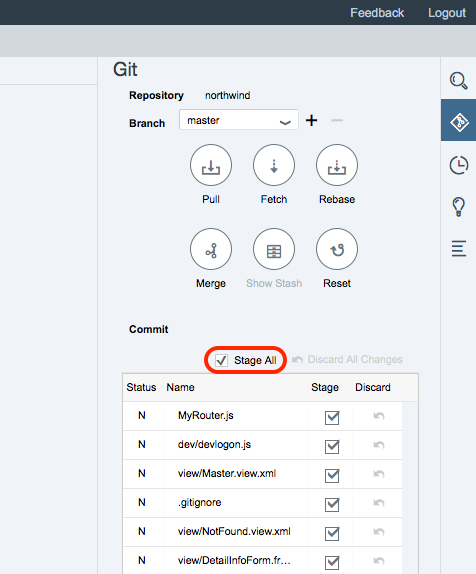 Feedback Logout
Git
Repository northwind
Branch master
Pull Fetch Rebase
Merge Show Stash Reset
Commit
Stage All Discard All Changes
Status Name Stage Discard
N MyRouter.js
N dev/devlogon.js
N view/Master.view.xml
N .gitignore
N view/NotFound.view.xml
N view/DetailInfoForm.fr...